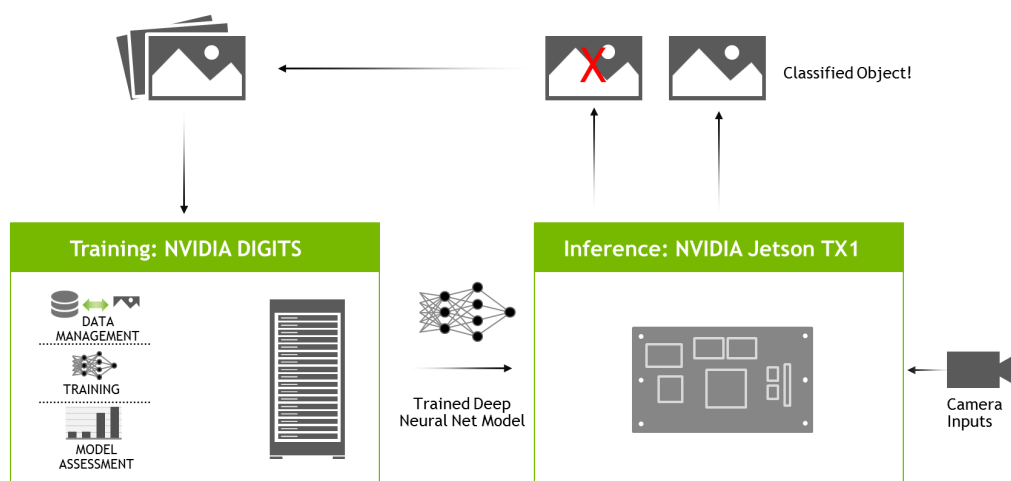 Classified Object!
Training: NVIDIA DIGITS
Inference: NVIDIA Jetson TX1
DATA
MANAGEMENT
TRAINING
MODEL
ASSESSMENT
Trained Deep
Neural Net Model
Camera
Inputs